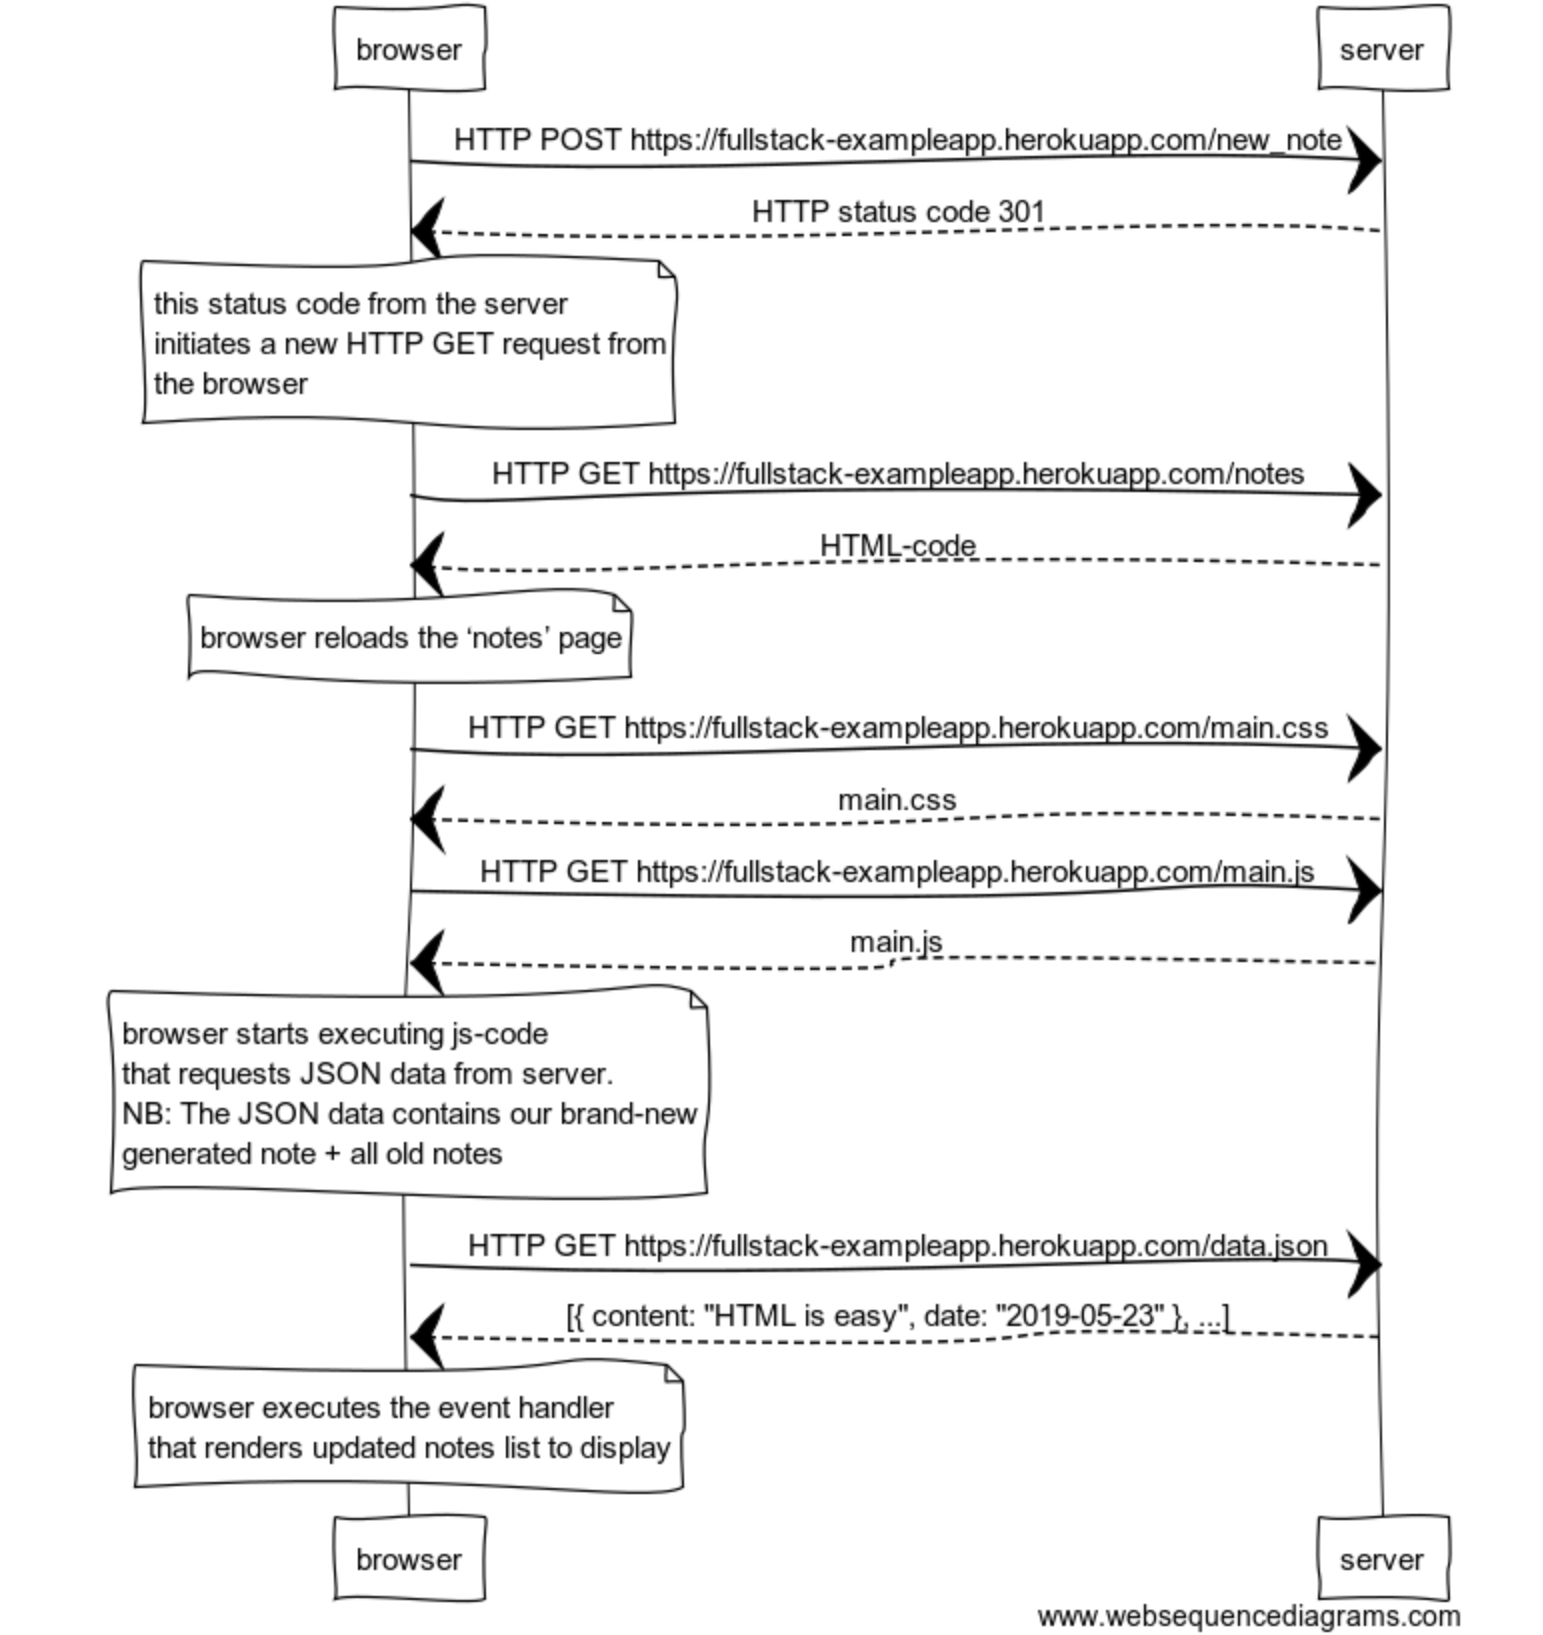 browser
server
HTTP POST https://fullstack-exampleapp.herokuapp.com/new_note
HTTP status code 301
this status code from the server
initiates a new HTTP GET request from
the browser
HTTP GET https://fullstack-exampleapp.herokuapp.com/notes
HTML-code
browser reloads the ‘notes’ page
HTTP GET https://fullstack-exampleapp.herokuapp.com/main.css
main.css
HTTP GET https://fullstack-exampleapp.herokuapp.com/main.js
main.js
browser starts executing js-code
that requests JSON data from server.
NB: The JSON data contains our brand-new
generated note + all old notes
HTTP GET https://fullstack-exampleapp.herokuapp.com/data.json
[{ content: "HTML is easy", date: "2019-05-23" }, ...]
browser executes the event handler
that renders updated notes list to display
browser
server
www.websequencediagrams.com